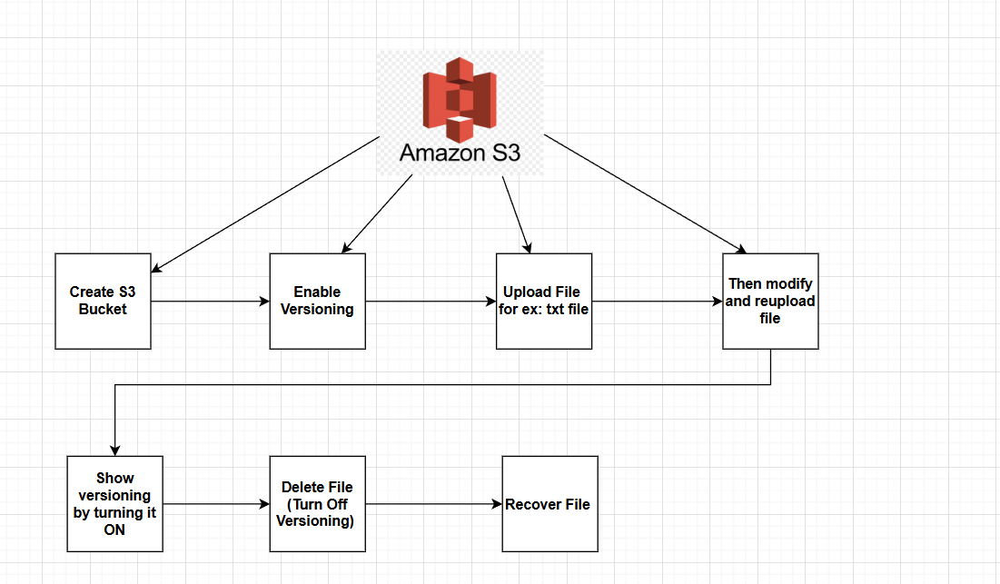 Amazon S3
Create S3
Bucket
Enable
Versioning
Upload File
for ex: txt file
Then modify
and reupload
file
Show
versioning
by turning it
ON
Delete File
(Turn Off
Versioning)
Recover File